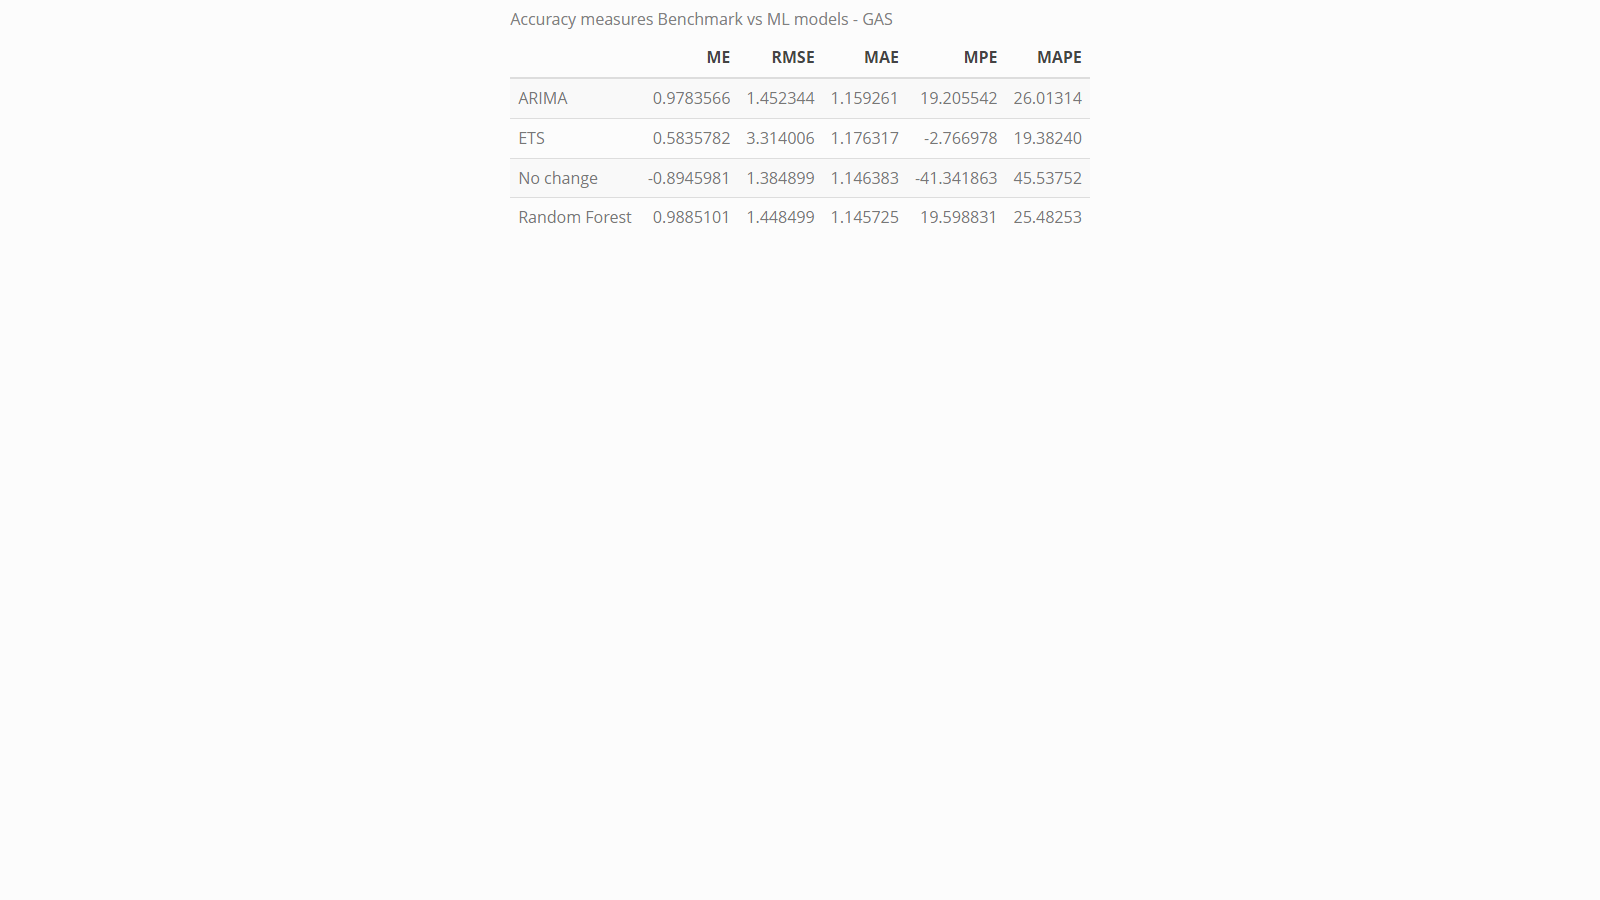 Accuracy measures Benchmark vs ML models - GAS
ME RMSE MAE MPE MAPE
ARIMA 0.9783566 1.452344 1.159261 19.205542 26.01314
ETS 0.5835782 3.314006 1.176317 -2.766978 19.38240
No change -0.8945981 1.384899 1.146383 -41.341863 45.53752
Random Forest 0.9885101 1.448499 1.145725 19.598831 25.48253